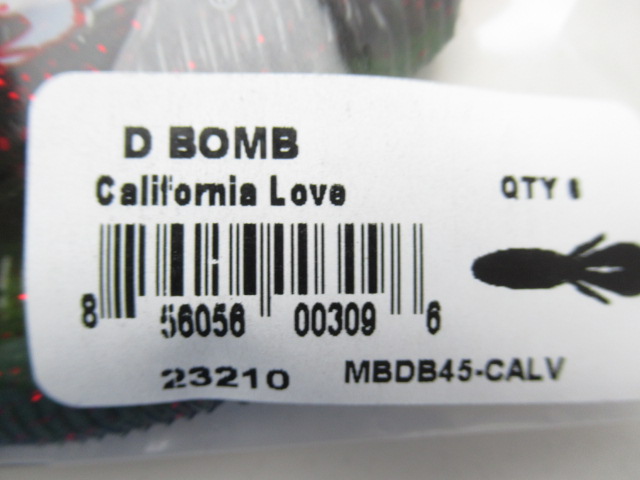 D BOMB
California Love
QTY 6
8 56056 00309 6
23210 MBDB45-CALV